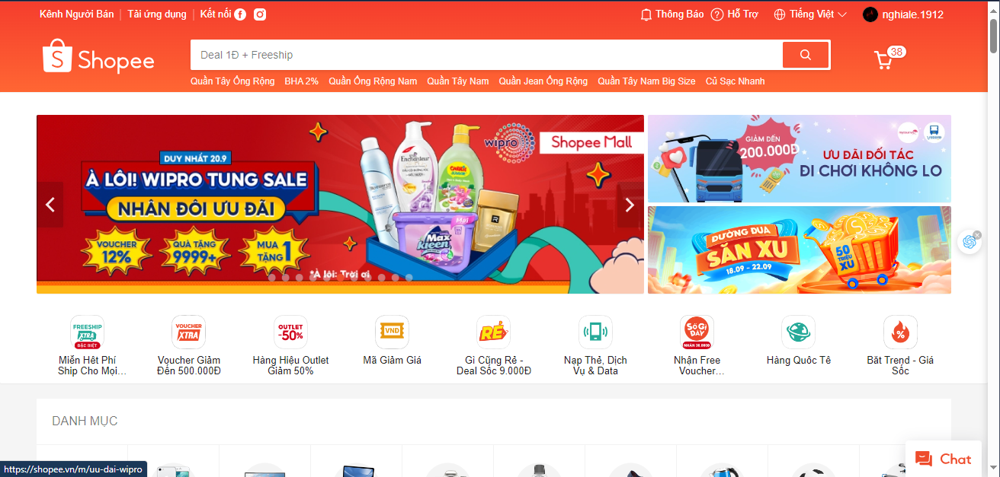 Kênh Người Bán
Tải ứng dụng
Kết nối
Thông Báo
Hỗ Trợ
Tiếng Việt
nghiale.1912
Shopee
Deal 1Đ + Freeship
38
Quần Tây Ống Rộng
BHA 2%
Quần Ống Rộng Nam
Quần Tây Nam
Quần Jean Ống Rộng
Quần Tây Nam Big Size
Củ Sạc Nhanh
DUY NHẤT 20.9
À LÔI! WIPRO TUNG SALE
NHÂN ĐÔI ƯU ĐÃI
VOUCHER
12%
QUÀ TẶNG
9999+
MUA 1
TẶNG
*À lôi: Trời ơi
wipro
Shopee Mall
Enchanteur
CARRIE
JUNIOR
Mới
Max
Kleen
GIẢM ĐẾN
200.000Đ
ƯU ĐÃI ĐỐI TÁC
ĐI CHƠI KHÔNG LO
ĐƯỜNG ĐUA
SĂN XU
18.09 - 22.09
50
TRIỆU
XU
FREESHIP
XTRA
ĐẶC BIỆT
Miễn Hết Phí
Ship Cho Mọi...
VOUCHER
XTRA
Voucher Giảm
Đến 500.000Đ
OUTLET
-50%
Hàng Hiệu Outlet
Giảm 50%
VND
Mã Giảm Giá
RẺ
Gì Cũng Rẻ -
Deal Sốc 9.000Đ
Nạp Thẻ, Dịch
Vụ & Data
Số Gì
ĐÂY
NHẬN 30.000Đ
Nhận Free
Voucher...
Hàng Quốc Tế
Bắt Trend - Giá
Sốc
DANH MỤC
https://shopee.vn/m/uu-dai-wipro
Chat